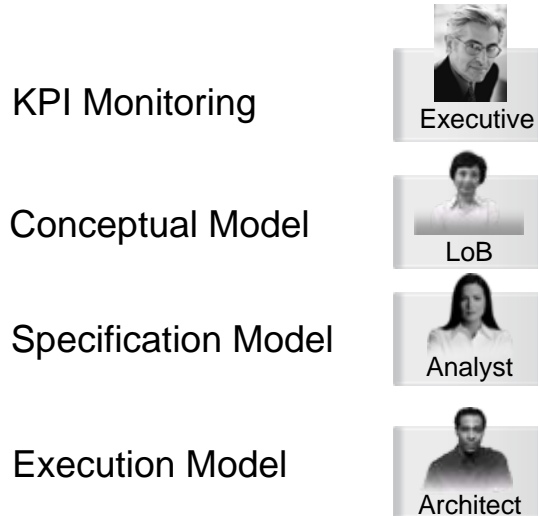 KPI Monitoring
Executive
Conceptual Model
LoB
Specification Model
Analyst
Execution Model
Architect